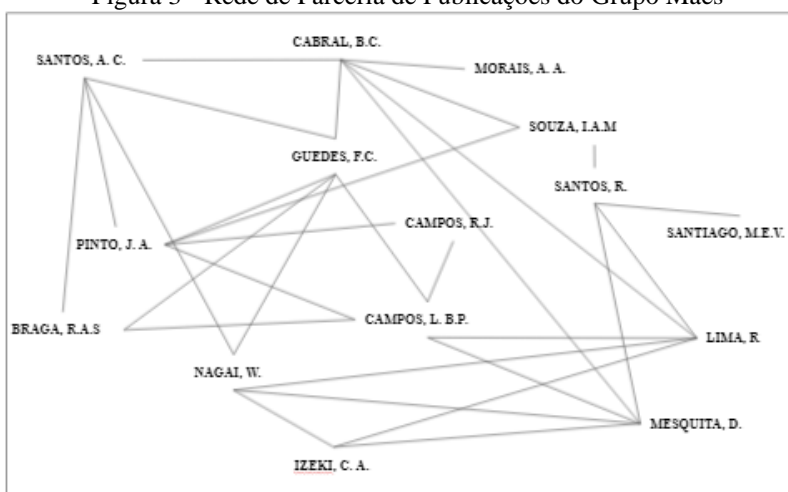 Figura 3 - Rede de Parceria de Publicações do Grupo Mães
CABRAL, B.C.
SANTOS, A. C.
MORAIS, A. A.
SOUZA, I.A.M
GUEDES, F.C.
SANTOS, R.
CAMPOS, R.J.
SANTIAGO, M.E.V.
PINTO, J. A.
CAMPOS, L. B.P.
BRAGA, R.A.S
LIMA, R
NAGAI, W.
MESQUITA, D.
IZEKI, C. A.